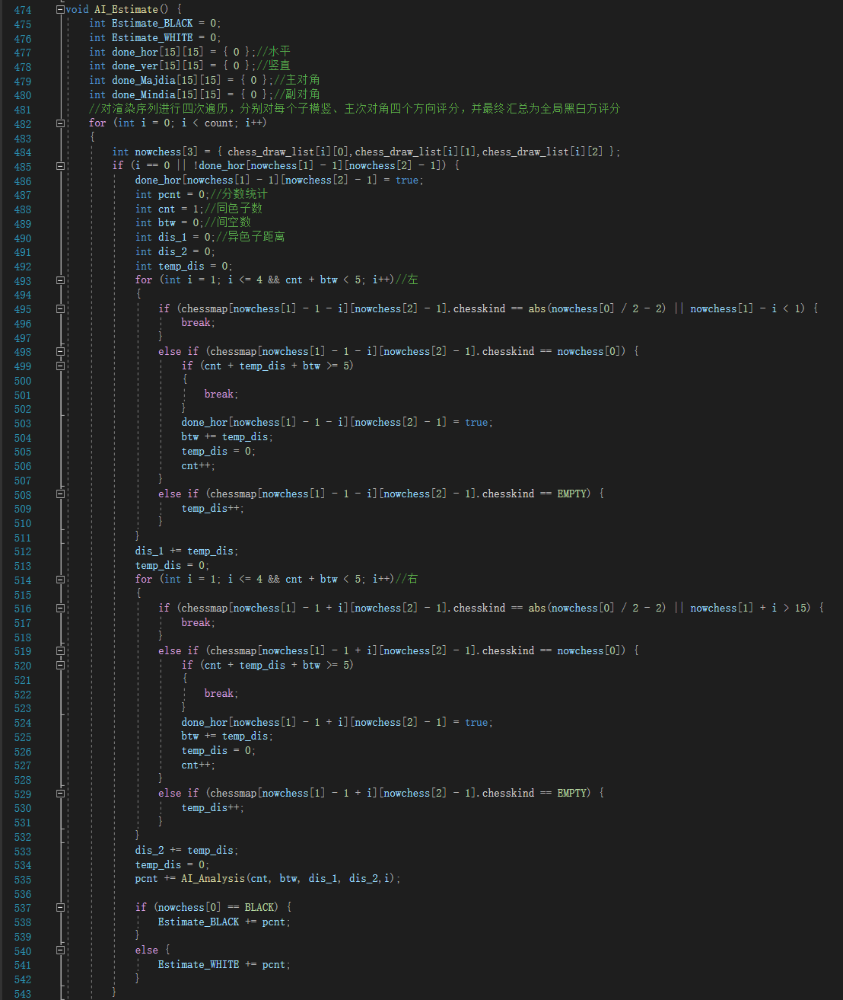 474 void AI_Estimate() {
475 int Estimate_BLACK = 0;
476 int Estimate_WHITE = 0;
477 int done_hor[15][15] = { 0 };//水平
478 int done_ver[15][15] = { 0 };//竖直
479 int done_Majdia[15][15] = { 0 };//主对角
480 int done_Mindia[15][15] = { 0 };//副对角
481 //对渲染序列进行四次遍历，分别对每个子横竖、主次对角四个方向评分，并最终汇总为全局黑白方评分
482 for (int i = 0; i < count; i++)
483 {
484 int nowchess[3] = { chess_draw_list[i][0],chess_draw_list[i][1],chess_draw_list[i][2] };
485 if (i == 0 || !done_hor[nowchess[1] - 1][nowchess[2] - 1]) {
486 done_hor[nowchess[1] - 1][nowchess[2] - 1] = true;
487 int pcnt = 0;//分数统计
488 int cnt = 1;//同色子数
489 int btw = 0;//间空数
490 int dis_1 = 0;//异色子距离
491 int dis_2 = 0;
492 int temp_dis = 0;
493 for (int i = 1; i <= 4 && cnt + btw < 5; i++)//左
494 {
495 if (chessmap[nowchess[1] - 1 - i][nowchess[2] - 1].chesskind == abs(nowchess[0] / 2 - 2) || nowchess[1] - i < 1) {
496 break;
497 }
498 else if (chessmap[nowchess[1] - 1 - i][nowchess[2] - 1].chesskind == nowchess[0]) {
499 if (cnt + temp_dis + btw >= 5)
500 {
501 break;
502 }
503 done_hor[nowchess[1] - 1 - i][nowchess[2] - 1] = true;
504 btw += temp_dis;
505 temp_dis = 0;
506 cnt++;
507 }
508 else if (chessmap[nowchess[1] - 1 - i][nowchess[2] - 1].chesskind == EMPTY) {
509 temp_dis++;
510 }
511 }
512 dis_1 += temp_dis;
513 temp_dis = 0;
514 for (int i = 1; i <= 4 && cnt + btw < 5; i++)//右
515 {
516 if (chessmap[nowchess[1] - 1 + i][nowchess[2] - 1].chesskind == abs(nowchess[0] / 2 - 2) || nowchess[1] + i > 15) {
517 break;
518 }
519 else if (chessmap[nowchess[1] - 1 + i][nowchess[2] - 1].chesskind == nowchess[0]) {
520 if (cnt + temp_dis + btw >= 5)
521 {
522 break;
523 }
524 done_hor[nowchess[1] - 1 + i][nowchess[2] - 1] = true;
525 btw += temp_dis;
526 temp_dis = 0;
527 cnt++;
528 }
529 else if (chessmap[nowchess[1] - 1 + i][nowchess[2] - 1].chesskind == EMPTY) {
530 temp_dis++;
531 }
532 }
533 dis_2 += temp_dis;
534 temp_dis = 0;
535 pcnt += AI_Analysis(cnt, btw, dis_1, dis_2,i);
536
537 if (nowchess[0] == BLACK) {
538 Estimate_BLACK += pcnt;
539 }
540 else {
541 Estimate_WHITE += pcnt;
542 }
543 }